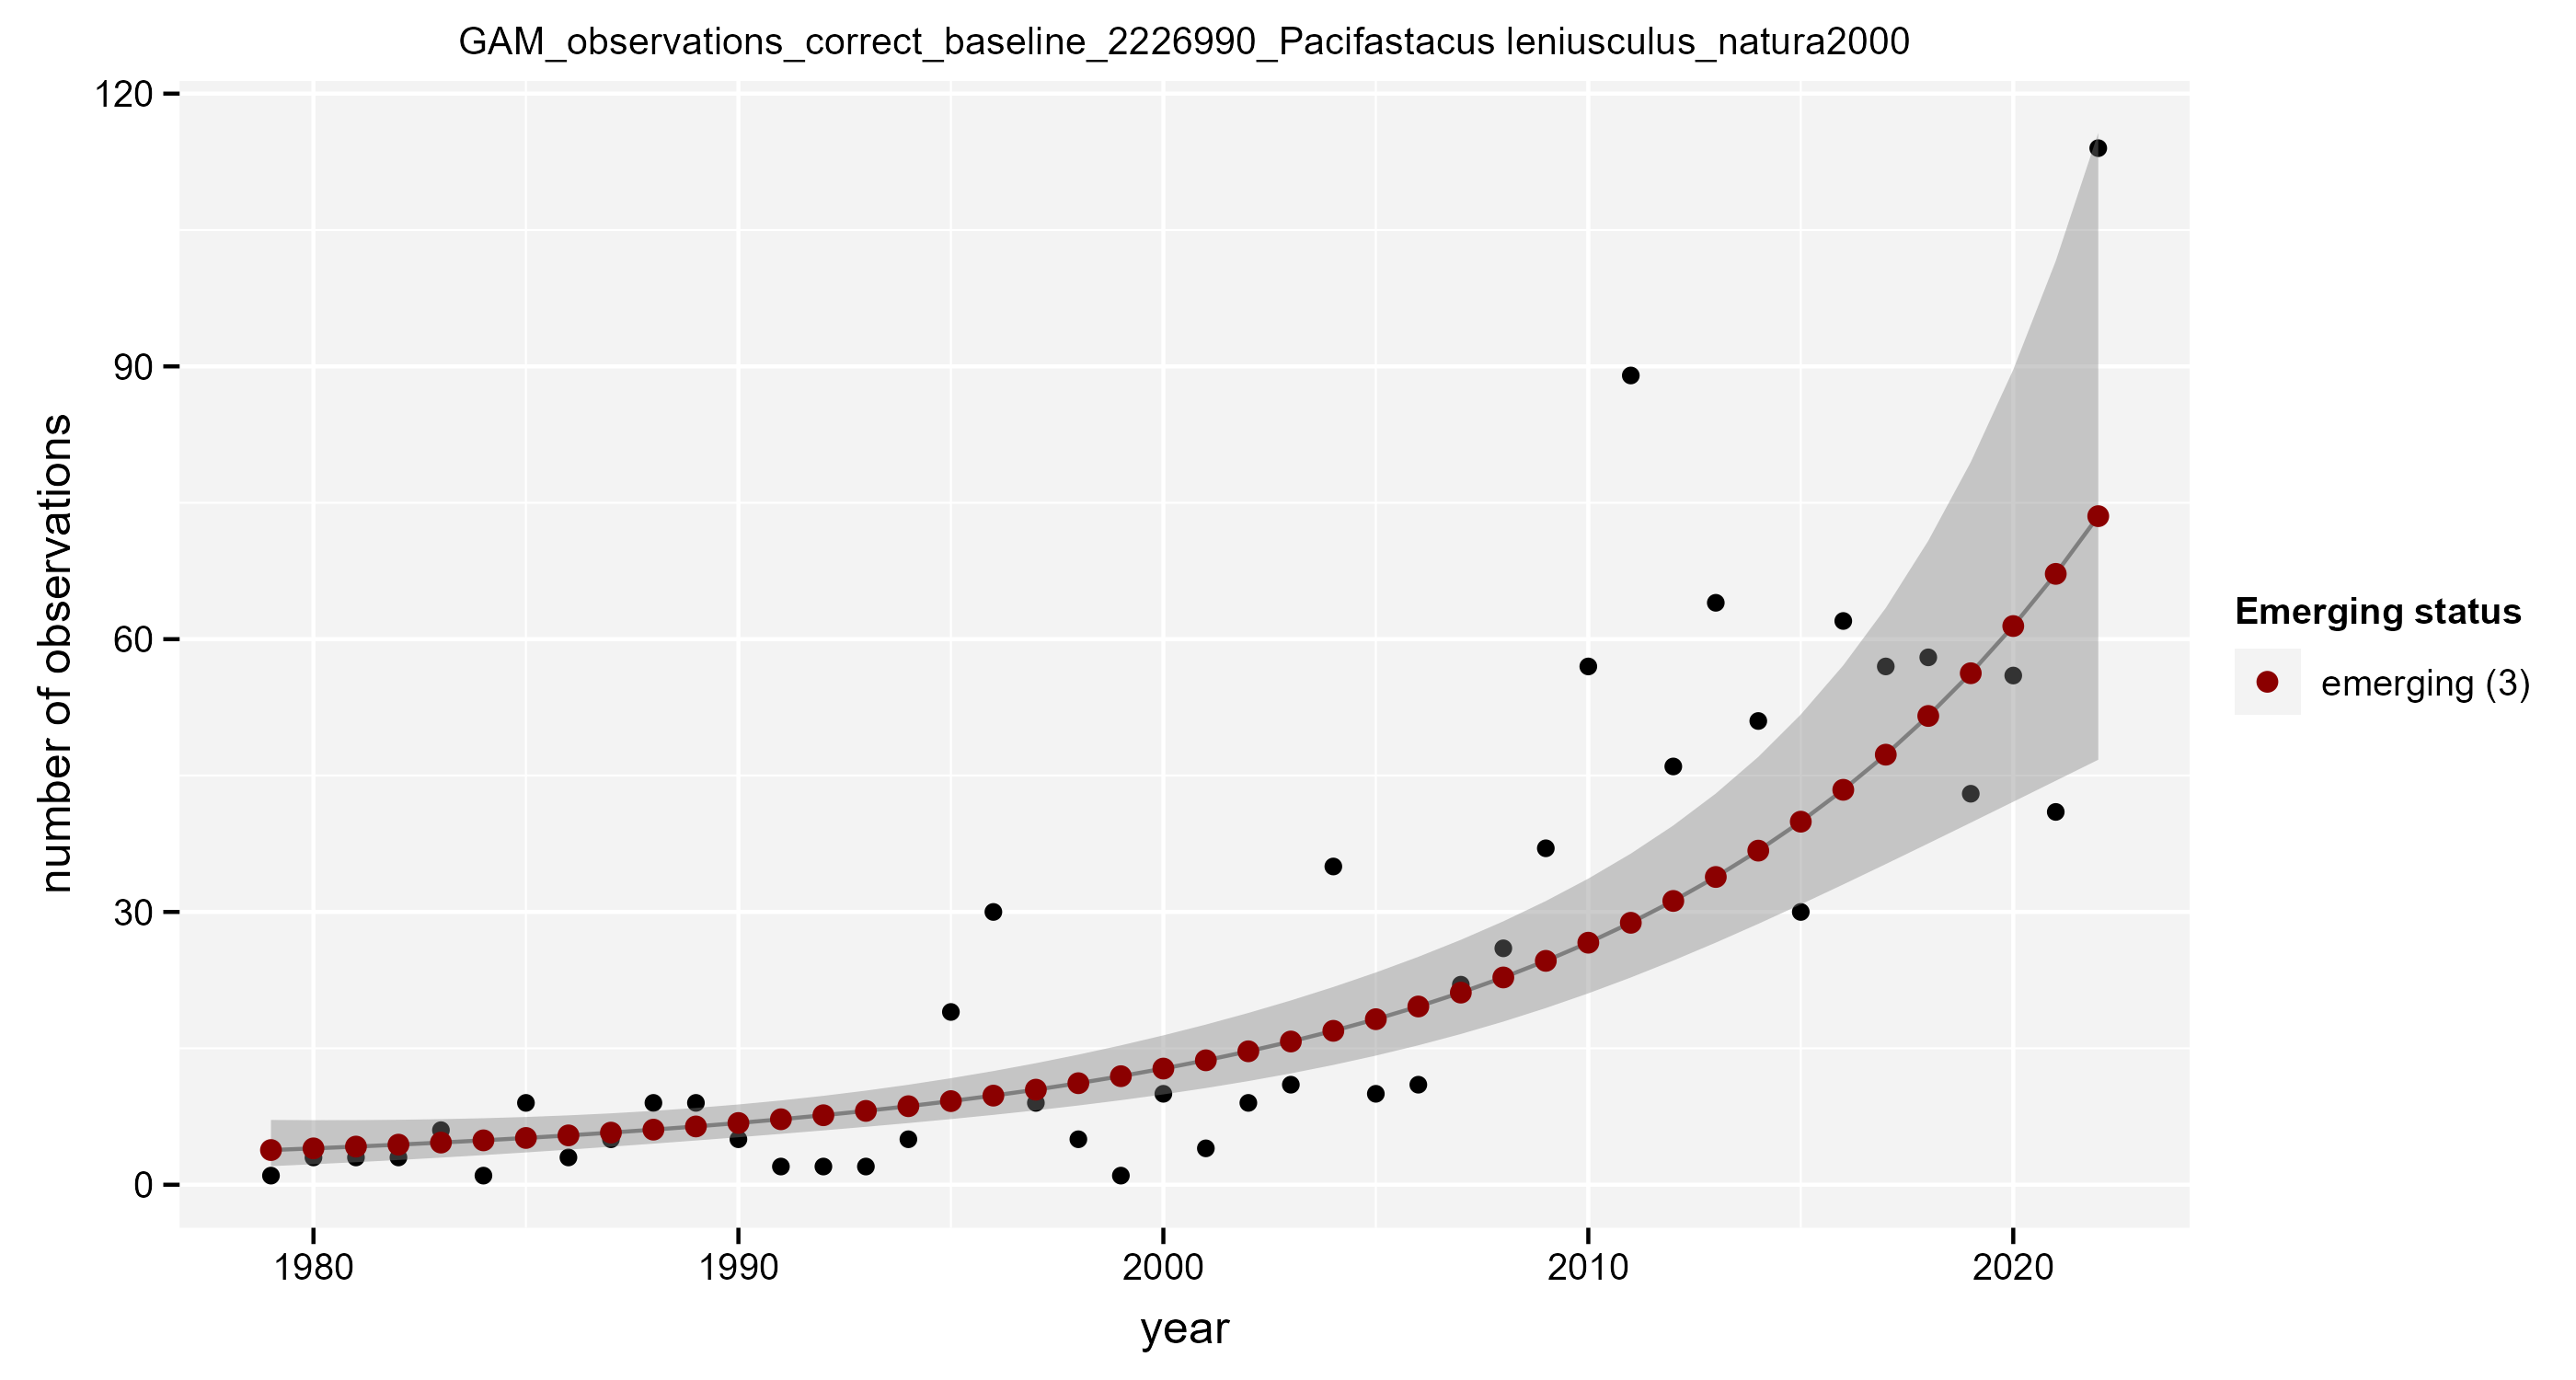 GAM_observations_correct_baseline_2226990_Pacifastacus leniusculus_natura2000
120
90
60
30
0
number of observations
1980 1990 2000 2010 2020
year
Emerging status
emerging (3)